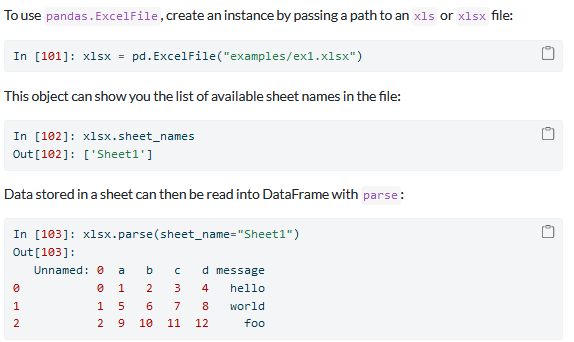 To use pandas.ExcelFile, create an instance by passing a path to an xls or xlsx file:
In [101]: xlsx = pd.ExcelFile("examples/ex1.xlsx")
This object can show you the list of available sheet names in the file:
In [102]: xlsx.sheet_names
Out[102]: ['Sheet1']
Data stored in a sheet can then be read into DataFrame with parse:
In [103]: xlsx.parse(sheet_name="Sheet1")
Out[103]:
   Unnamed: 0  a   b   c   d message
0           0  1   2   3   4   hello
1           1  5   6   7   8   world
2           2  9  10  11  12     foo